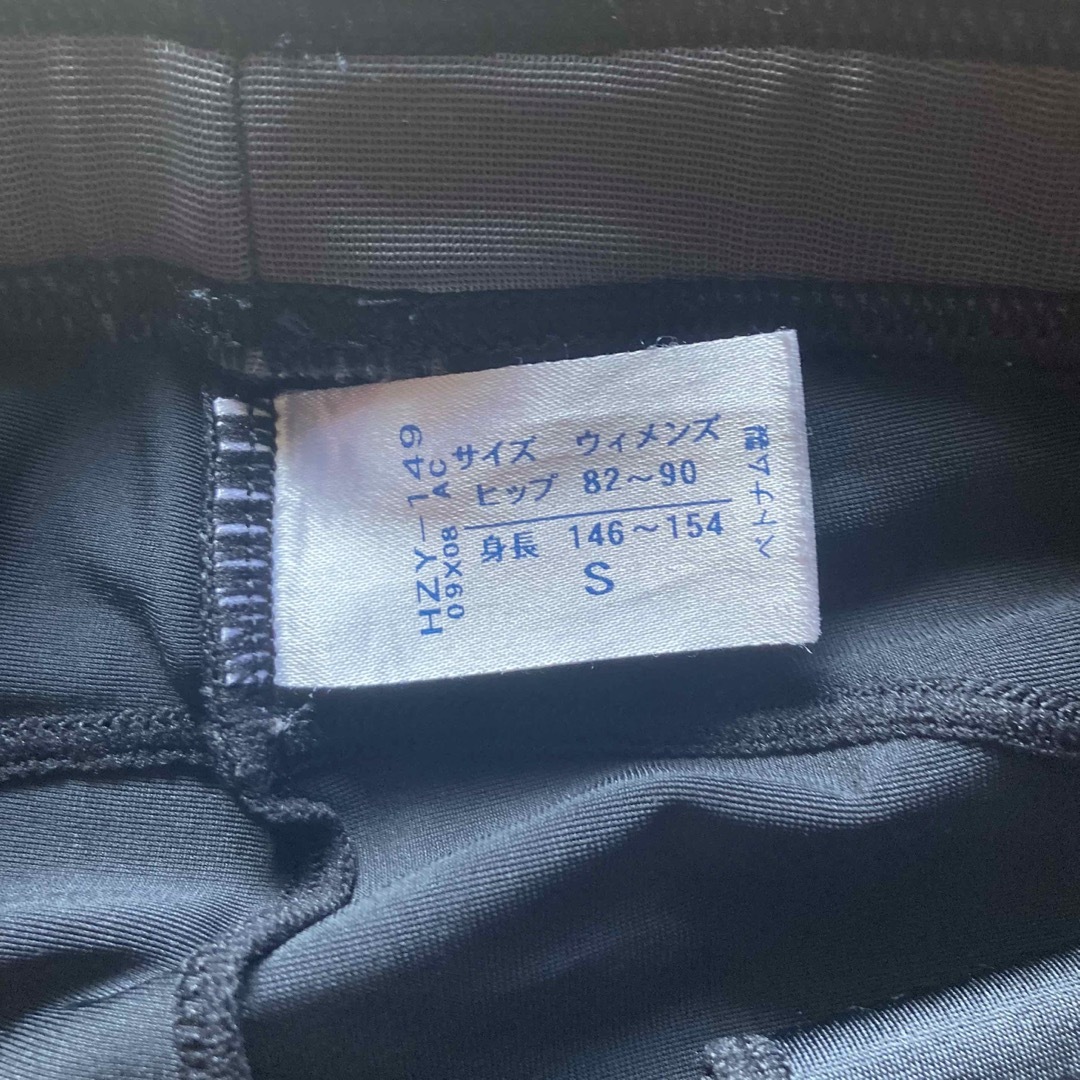 HZY-149
09X08 AC
サイズ ウィメンズ
ヒップ 82～90
身長 146～154
S
ベトナム製